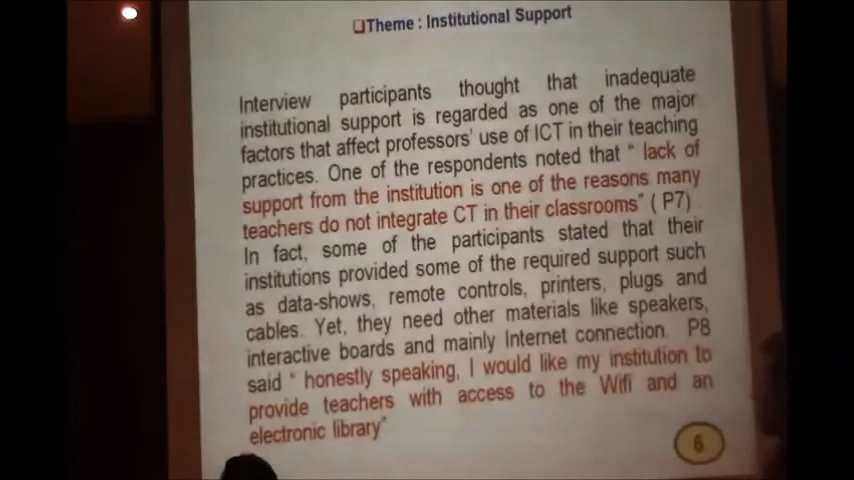 Theme : Institutional Support
Interview participants thought that inadequate
institutional support is regarded as one of the major
factors that affect professors' use of ICT in their teaching
practices. One of the respondents noted that " lack of
support from the institution is one of the reasons many
teachers do not integrate CT in their classrooms" ( P7)
In fact, some of the participants stated that their
institutions provided some of the required support such
as data-shows, remote controls, printers, plugs and
cables. Yet, they need other materials like speakers,
interactive boards and mainly Internet connection. P8
said " honestly speaking, I would like my institution to
provide teachers with access to the Wifi and an
electronic library"
6